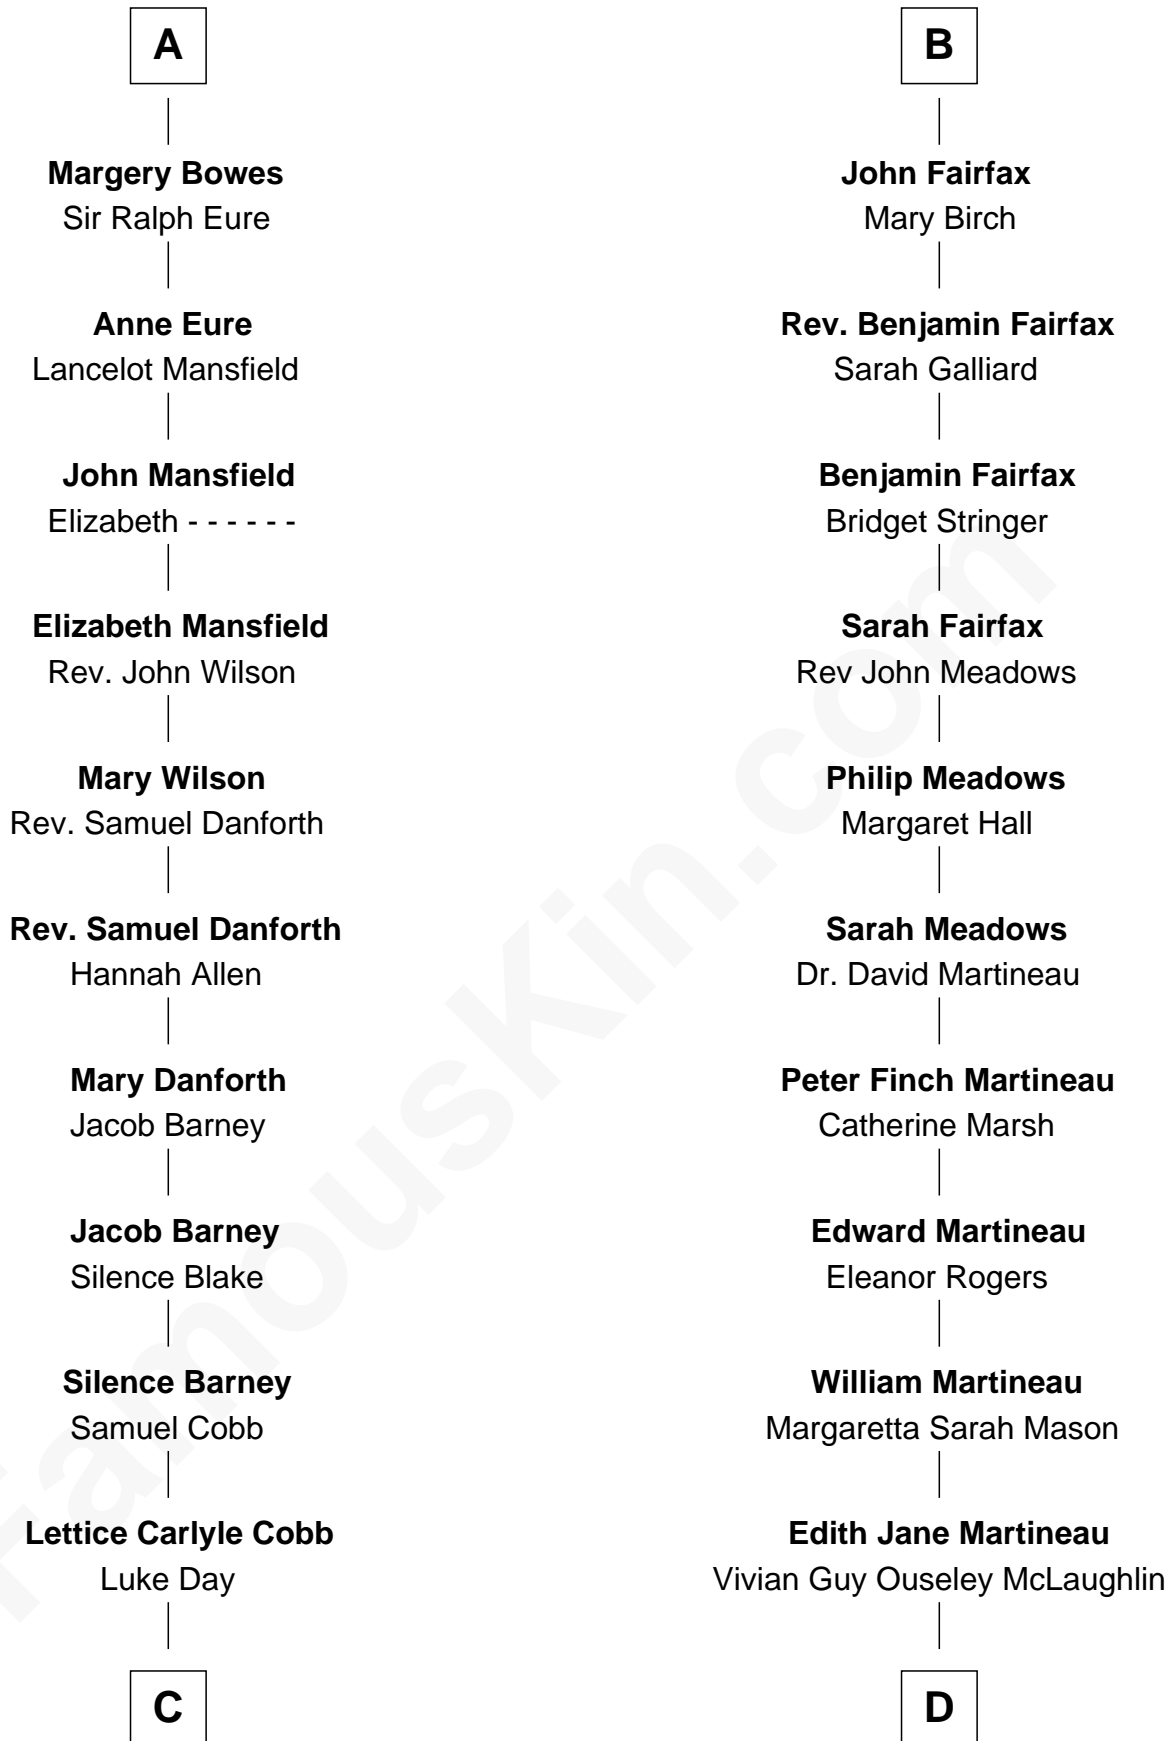 A
Margery Bowes
Sir Ralph Eure
Anne Eure
Lancelot Mansfield
John Mansfield
Elizabeth - - - - - -
Elizabeth Mansfield
Rev. John Wilson
Mary Wilson
Rev. Samuel Danforth
Rev. Samuel Danforth
Hannah Allen
Mary Danforth
Jacob Barney
Jacob Barney
Silence Blake
Silence Barney
Samuel Cobb
Lettice Carlyle Cobb
Luke Day
C
B
John Fairfax
Mary Birch
Rev. Benjamin Fairfax
Sarah Galliard
Benjamin Fairfax
Bridget Stringer
Sarah Fairfax
Rev John Meadows
Philip Meadows
Margaret Hall
Sarah Meadows
Dr. David Martineau
Peter Finch Martineau
Catherine Marsh
Edward Martineau
Eleanor Rogers
William Martineau
Margaretta Sarah Mason
Edith Jane Martineau
Vivian Guy Ouseley McLaughlin
D
FamousKin.com